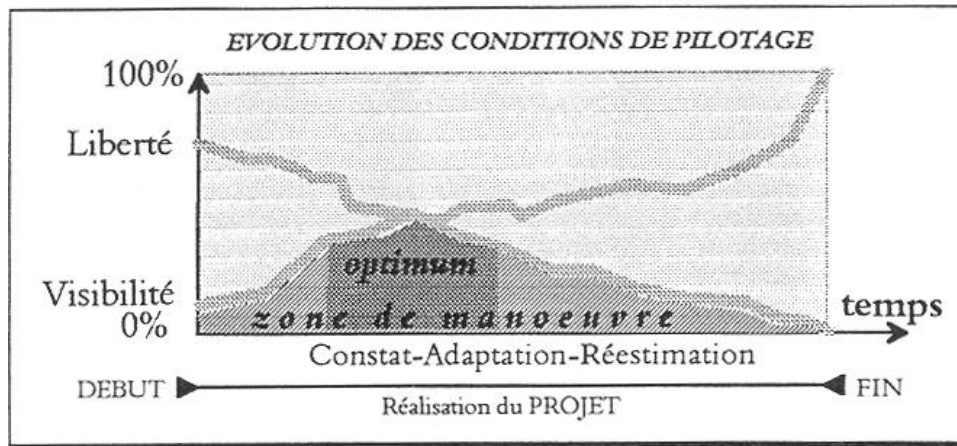 EVOLUTION DES CONDITIONS DE PILOTAGE
100%
Liberté
optimum
Visibilité
temps
0%
zone de manoeuvre
Constat-Adaptation-Réestimation
DEBUT
FIN
Réalisation du PROJET